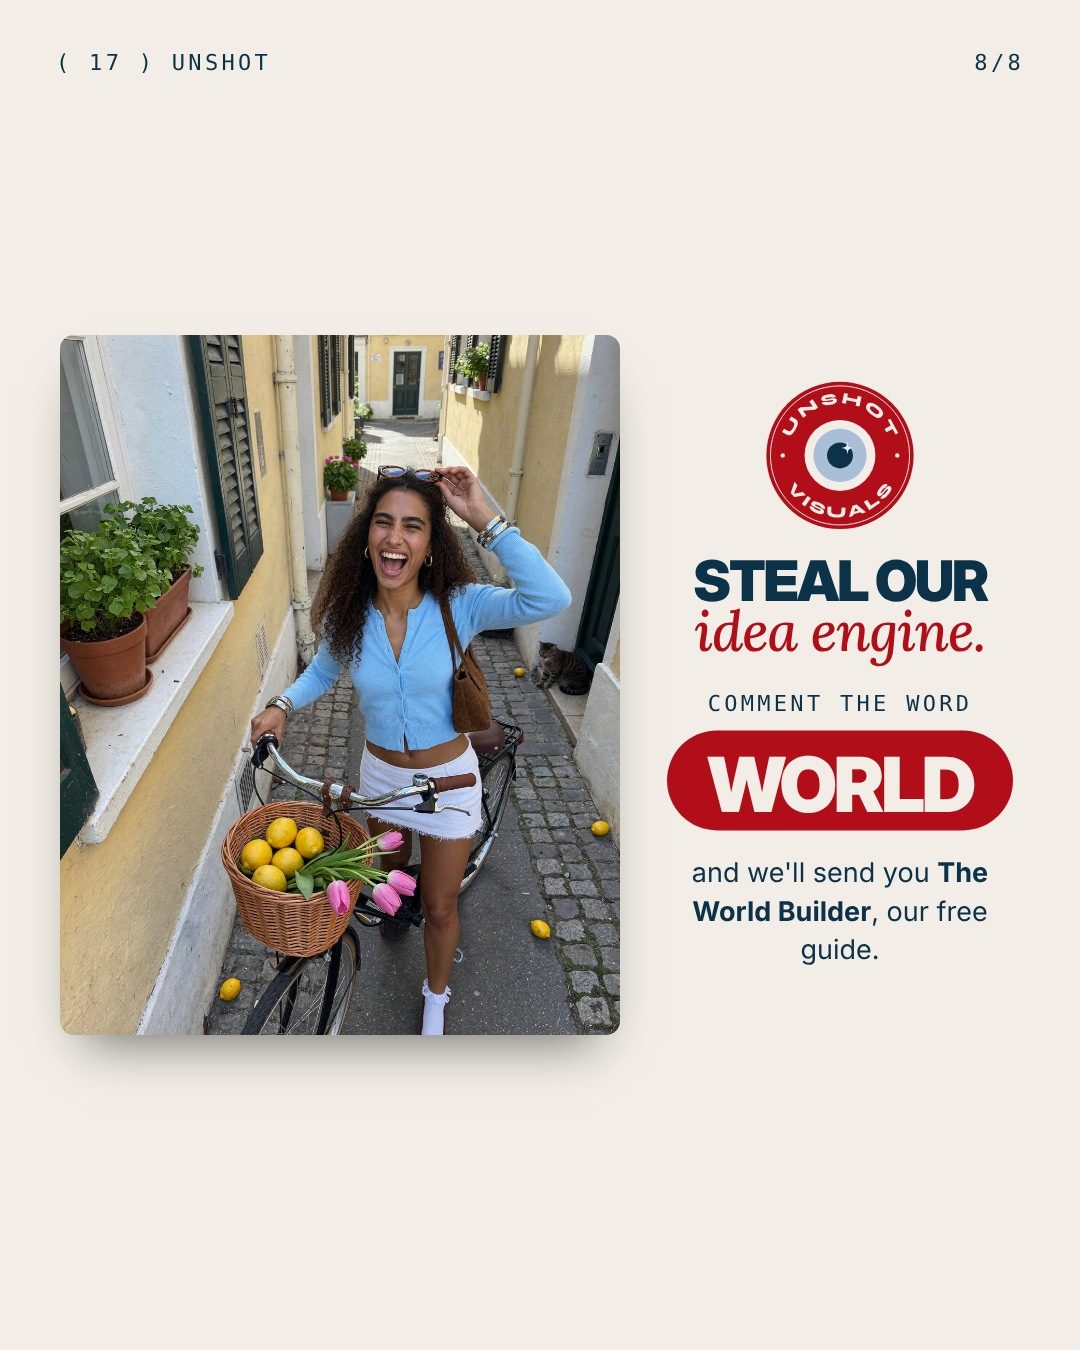 ( 17 ) UNSHOT
8/8
UNSHOT
VISUALS
STEAL OUR
idea engine.
COMMENT THE WORD
WORLD
and we'll send you The
World Builder, our free
guide.